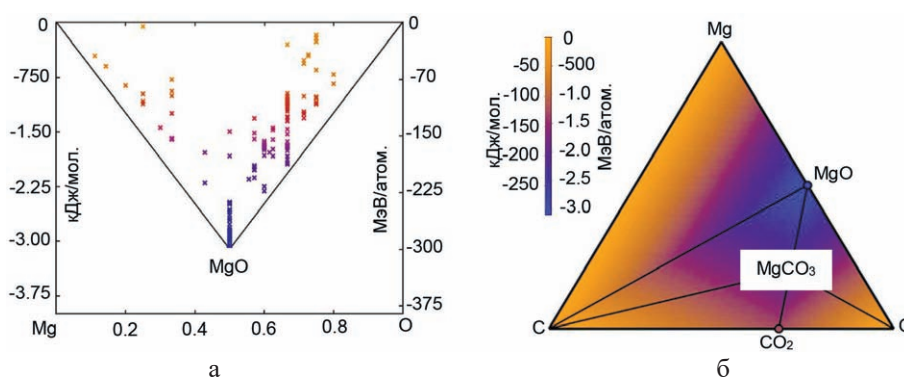 0
-750
-1.50
-2.25
-3.00
-3.75
кДж/мол.
0
-70
-150
-225
-300
-375
МэВ/атом.
MgO
Mg
0.2
0.4
0.6
0.8
O
а
0
-50
-100
-150
-200
-250
кДж/мол.
0
-500
-1.0
-1.5
-2.0
-2.5
-3.0
МэВ/атом.
Mg
MgO
MgCO₃
C
CO₂
б